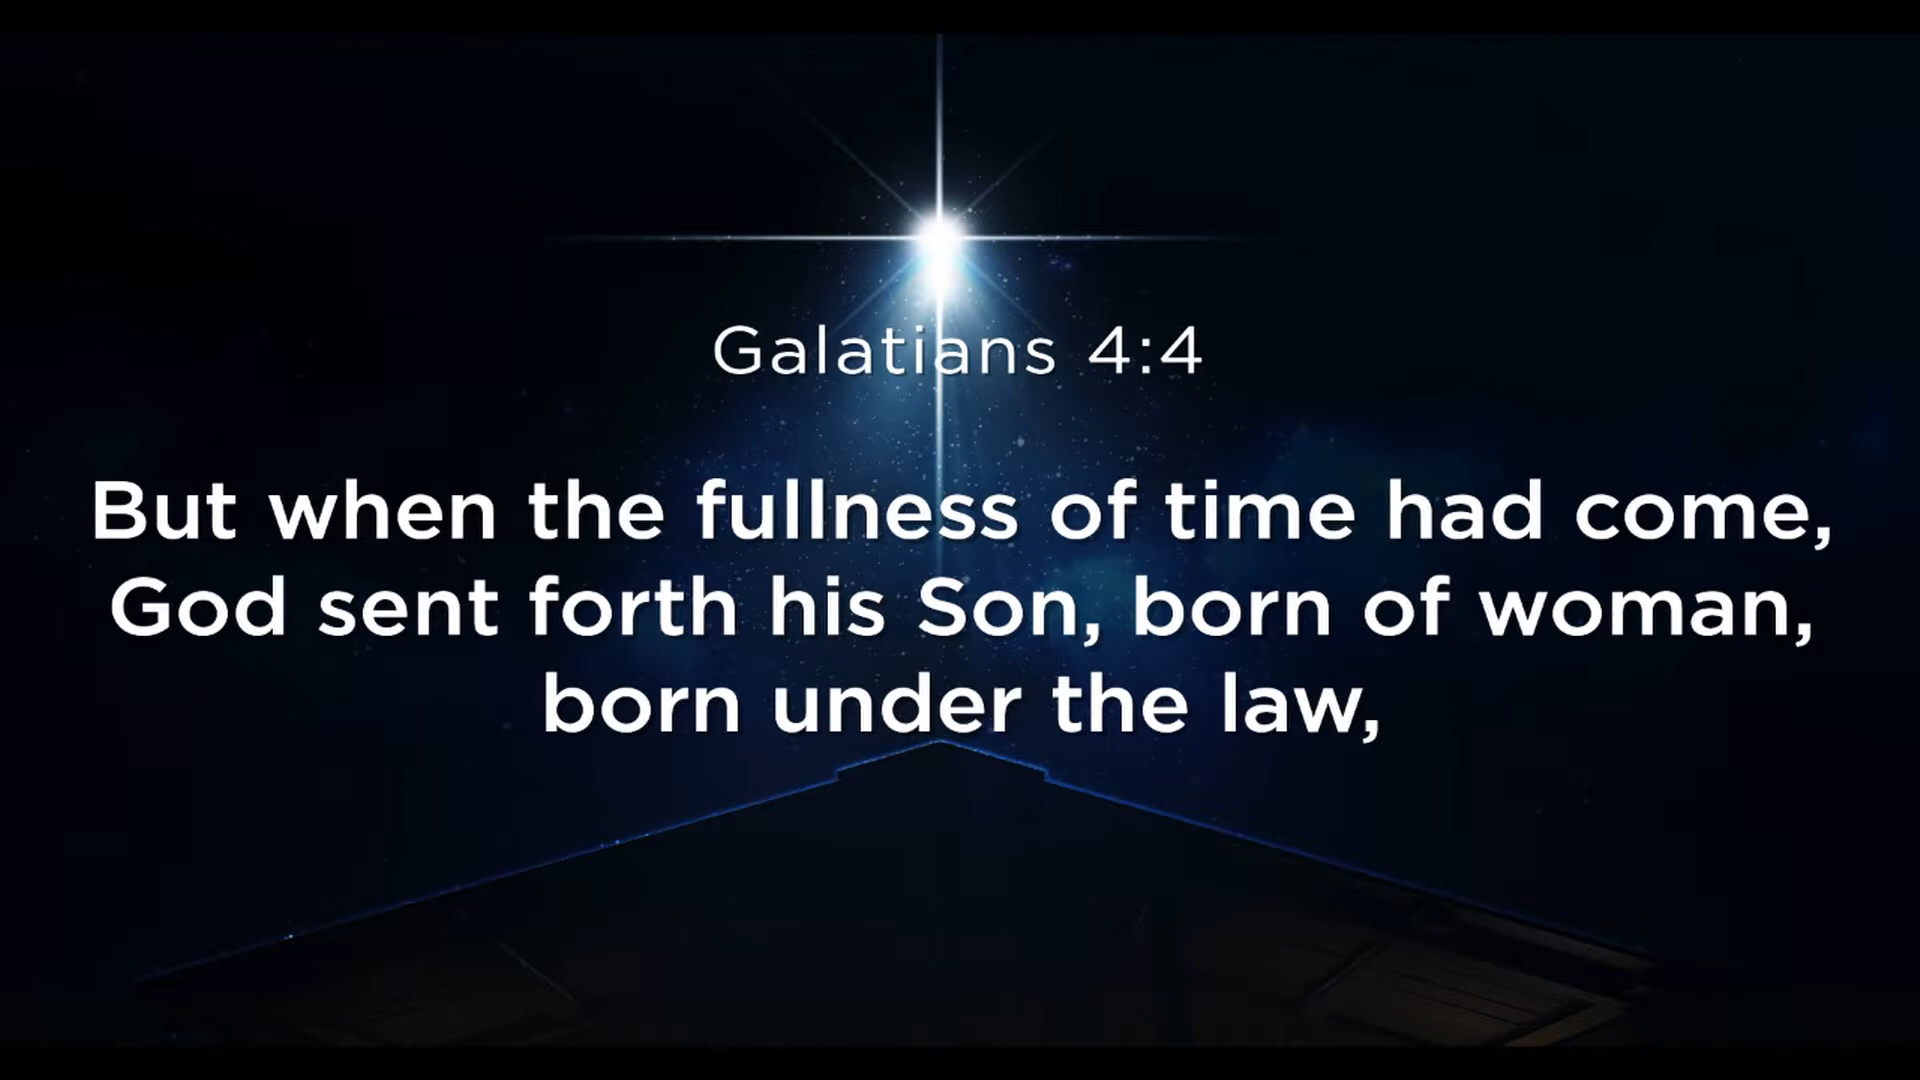 Galatians 4:4
But when the fullness of time had come,
God sent forth his Son, born of woman,
born under the law,